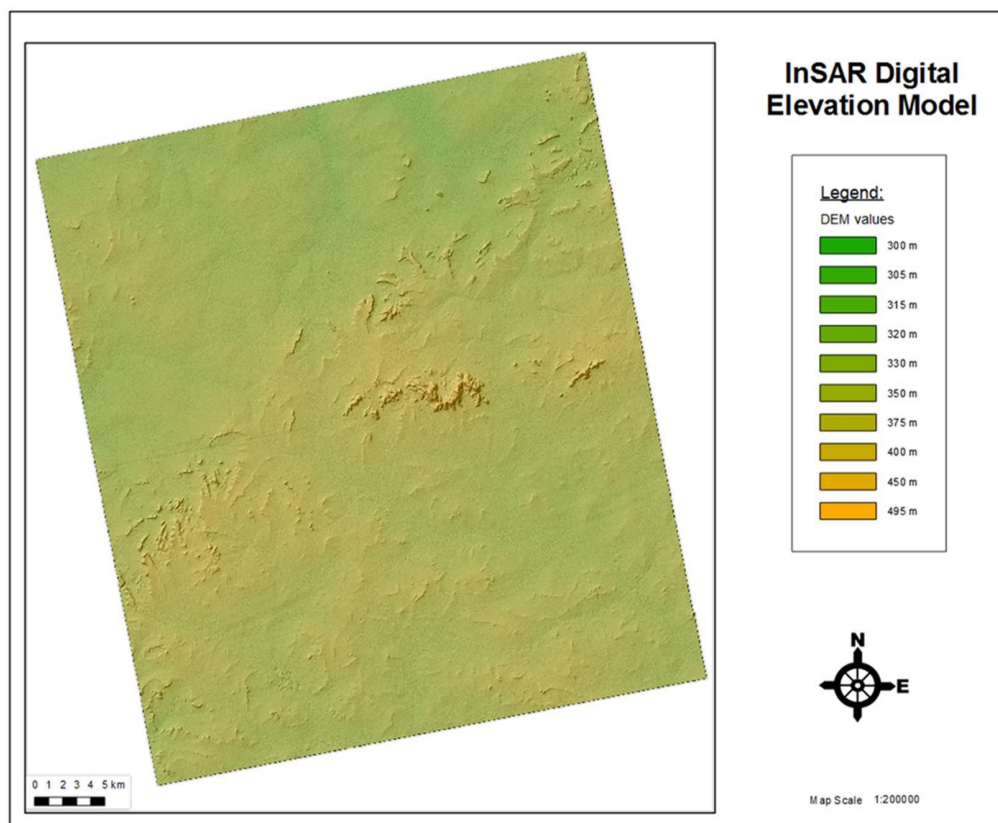 InSAR Digital
Elevation Model
Legend:
DEM values
300 m
305 m
315 m
320 m
330 m
350 m
375 m
400 m
450 m
495 m
N
E
0 1 2 3 4 5 km
Map Scale 1:200000